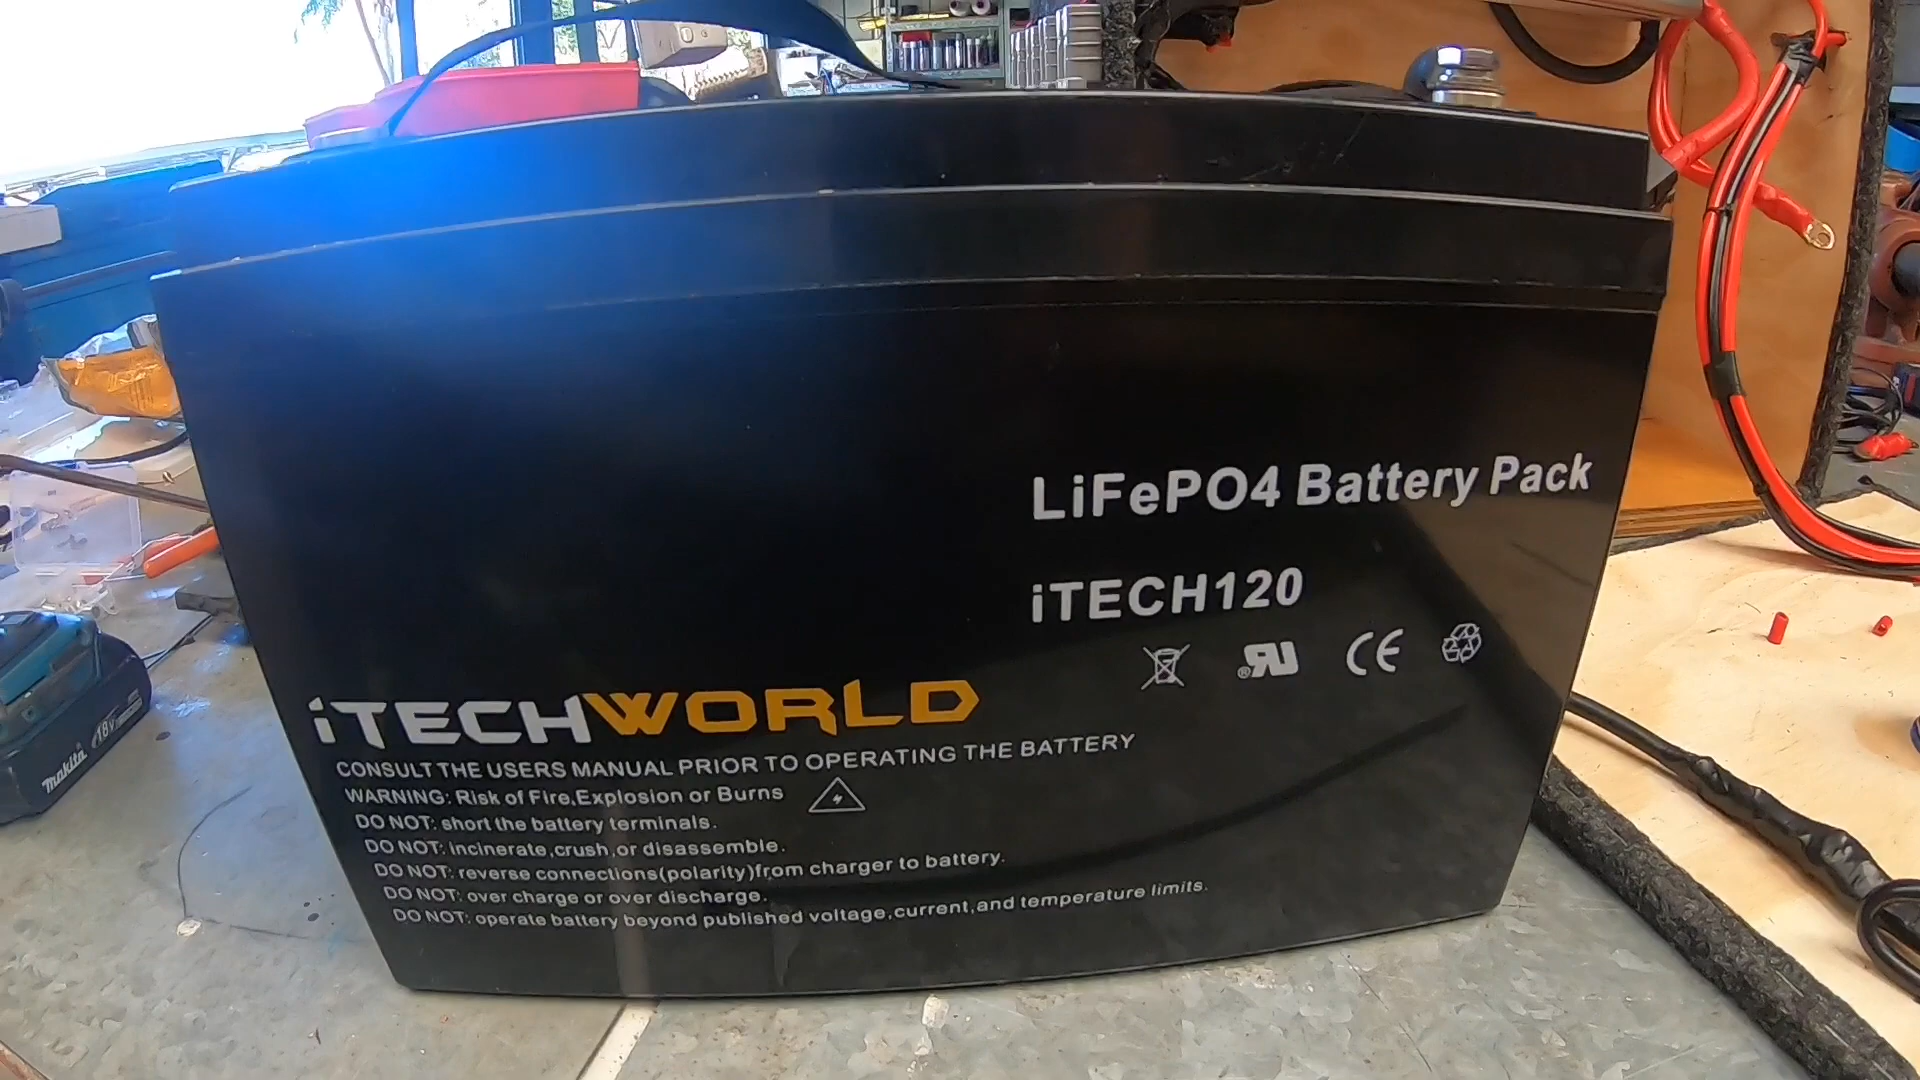 LiFePO4 Battery Pack
iTECH120
CE
iTECHWORLD
CONSULT THE USERS MANUAL PRIOR TO OPERATING THE BATTERY
WARNING: Risk of Fire,Explosion or Burns
DO NOT: short the battery terminals.
DO NOT: incinerate,crush,or disassemble.
DO NOT: reverse connections(polarity)from charger to battery.
DO NOT: over charge or over discharge.
DO NOT: operate battery beyond published voltage,current,and temperature limits.
18V
makita